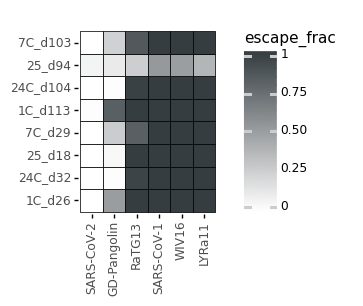 escape_frac
7C_d103
25_d94
24C_d104
1C_d113
7C_d29
25_d18
24C_d32
1C_d26
1
0.75
0.50
0.25
0
SARS-CoV-2
GD-Pangolin
RaTG13
SARS-CoV-1
WIV16
LYRa11